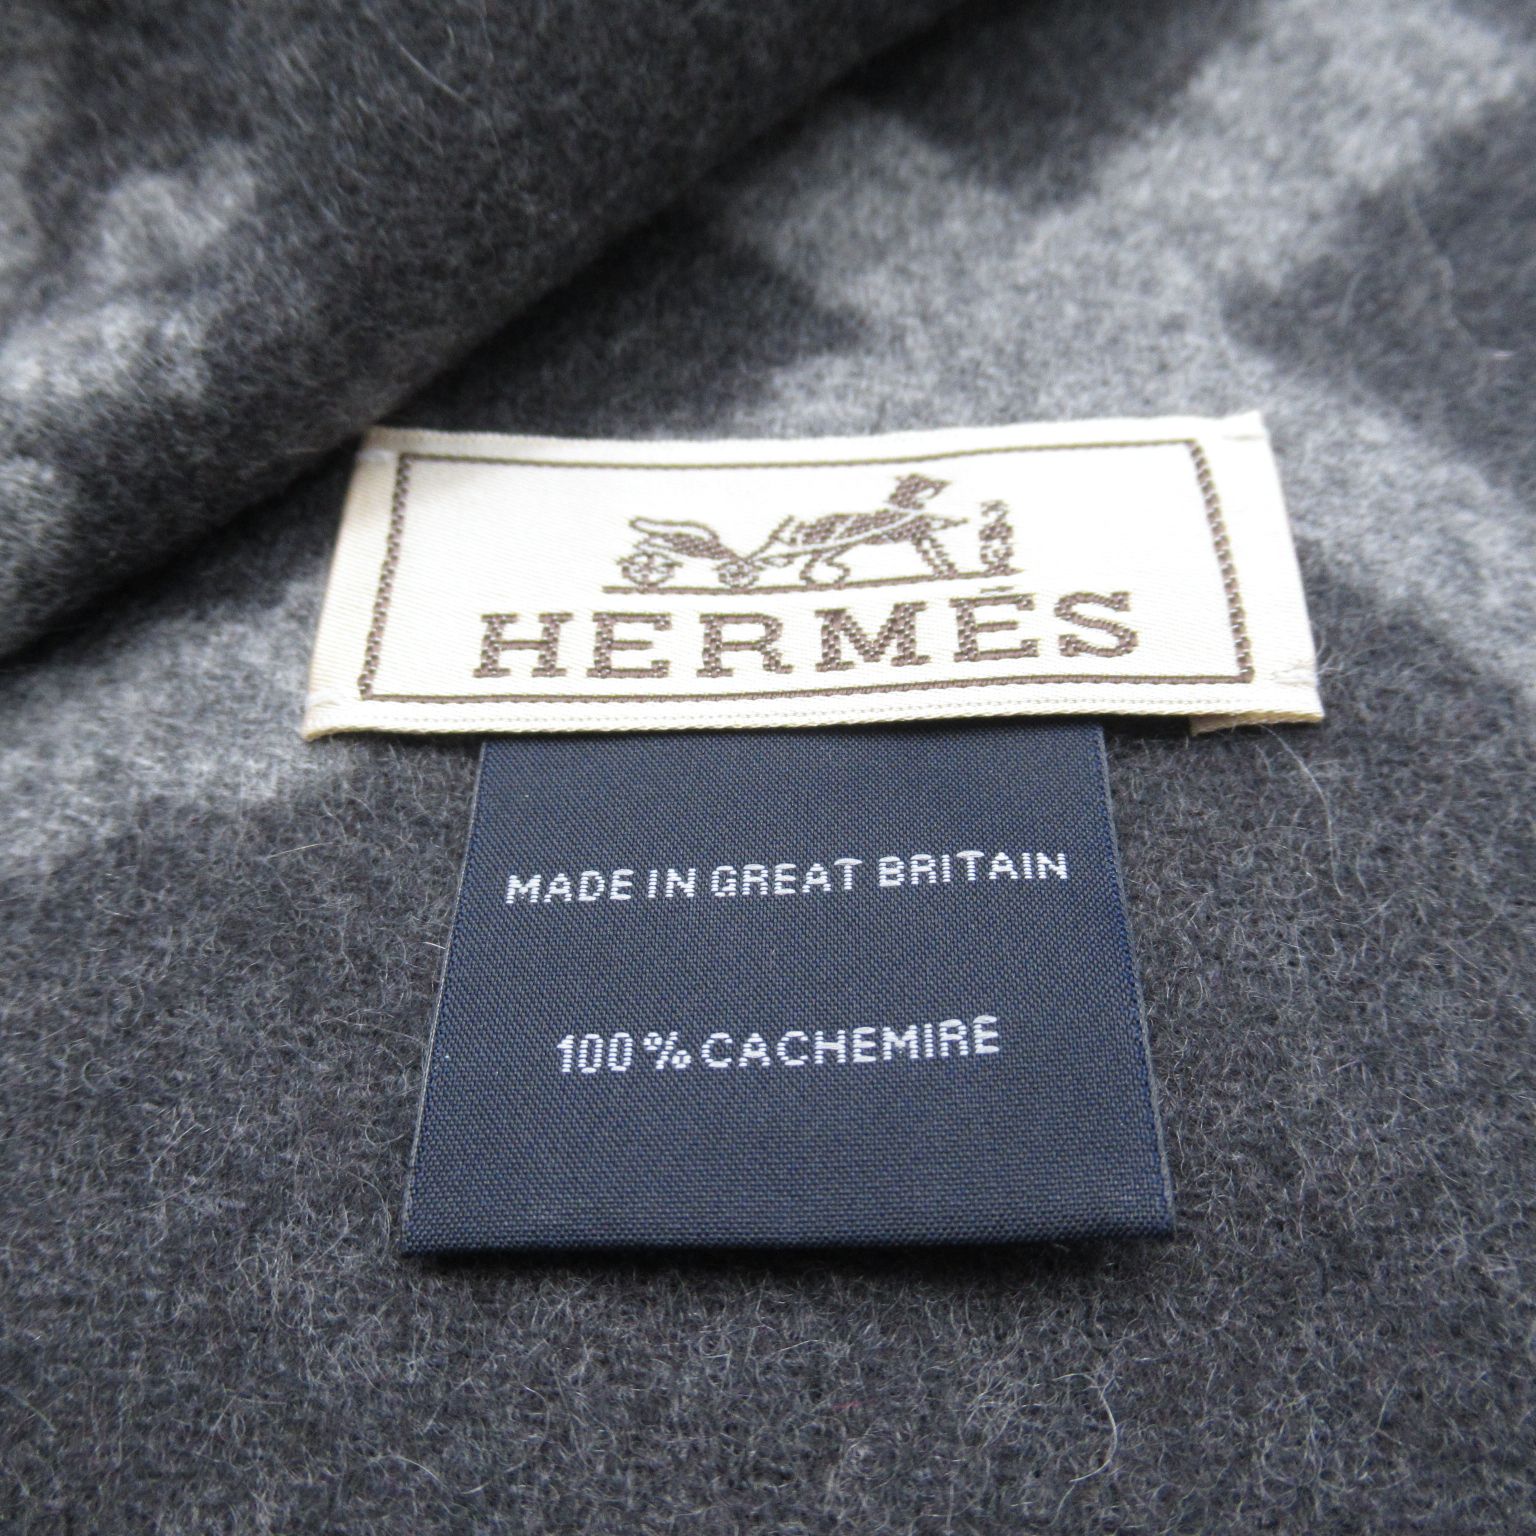 HERMÈS
MADE IN GREAT BRITAIN
100% CACHEMIRE